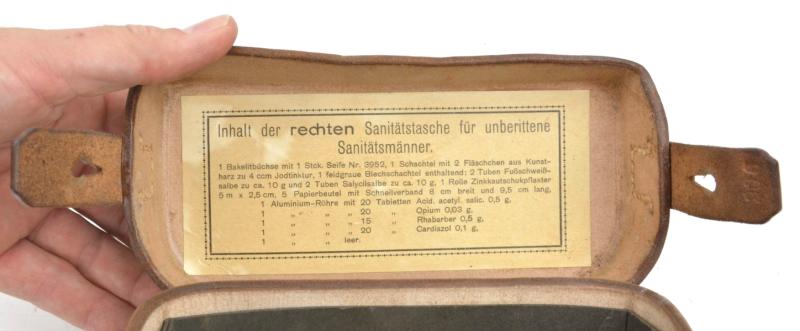 Inhalt der rechten Sanitätstasche für unberittene
Sanitätsmänner.
1 Bakelitbüchse mit 1 Stck. Seife Nr. 3952, 1 Schachtel mit 2 Fläschchen aus Kunst-
harz zu 4 ccm Jodtinktur, 1 feldgraue Blechschachtel enthaltend: 2 Tuben Fußschweiß-
salbe zu ca. 10 g und 2 Tuben Salycilsalbe zu ca. 10 g, 1 Rolle Zinkkautschukpflaster
5 m x 2,5 cm, 5 Papierbeutel mit Schnellverband 6 cm breit und 9,5 cm lang,
1 Aluminium-Röhre mit 20 Tabletten Acid. acetyl. salic. 0,5 g,
1 „ „ „ 20 „ Opium 0,03 g,
1 „ „ „ 15 „ Rhabarber 0,5 g,
1 „ „ „ 20 „ Cardiazol 0,1 g,
1 „ „ leer.